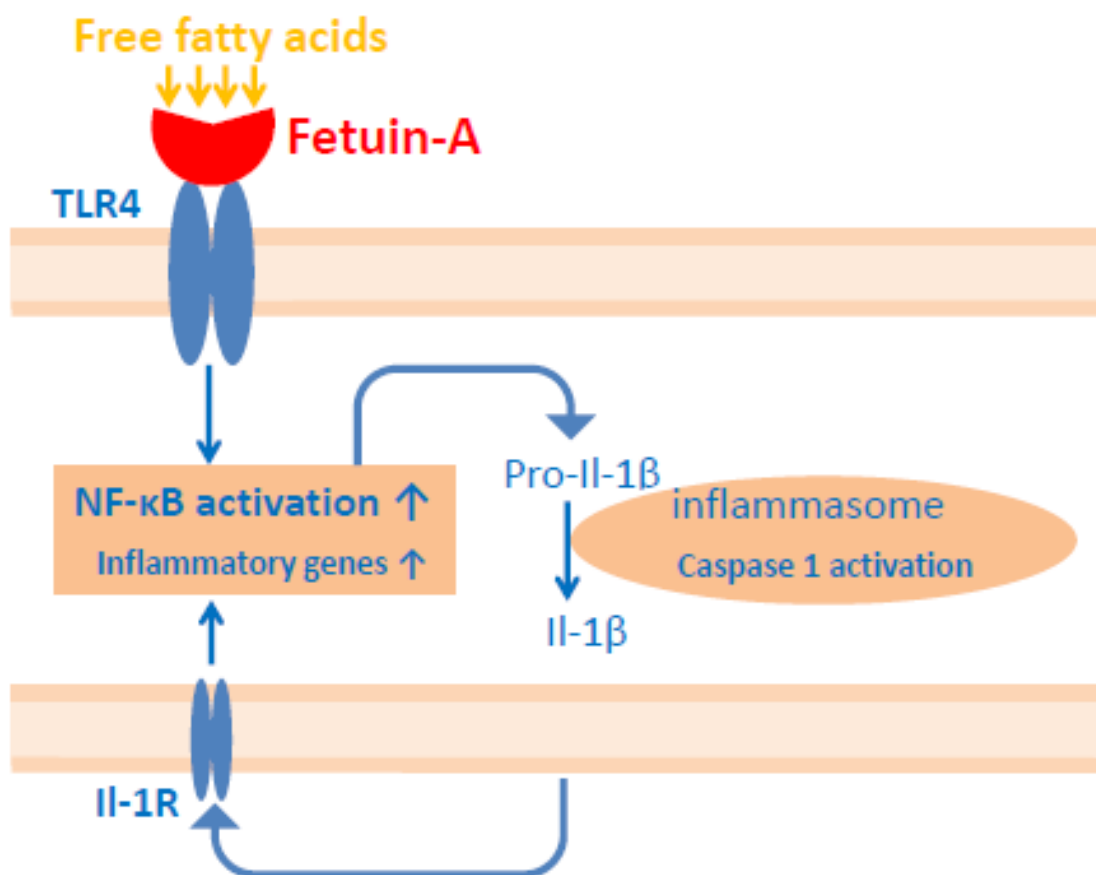 Free fatty acids
Fetuin-A
TLR4
NF-κB activation ↑
Inflammatory genes ↑
Pro-Il-1β
inflammasome
Caspase 1 activation
Il-1β
Il-1R